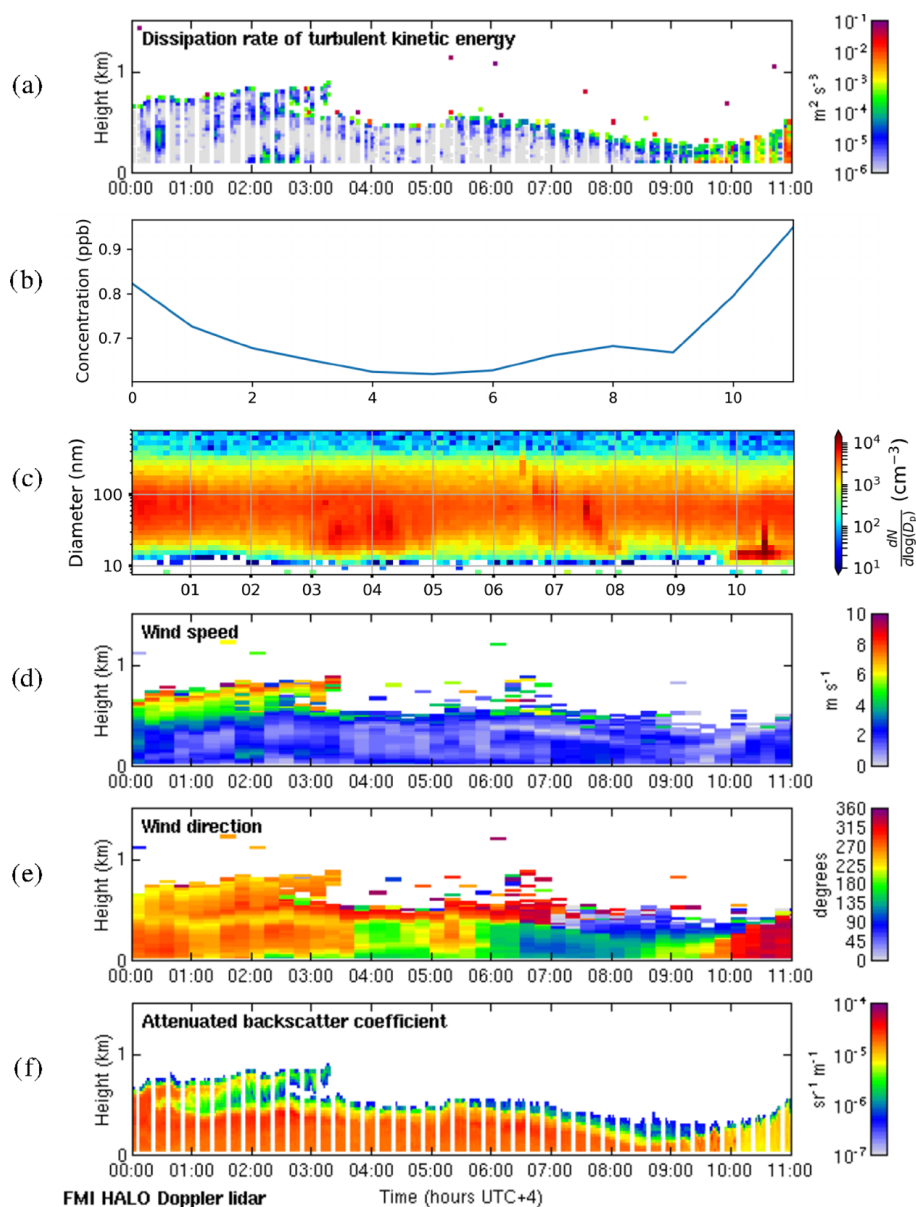 (a)
Dissipation rate of turbulent kinetic energy
Height (km)
1
0
00:00 01:00 02:00 03:00 04:00 05:00 06:00 07:00 08:00 09:00 10:00 11:00
10⁻¹
10⁻²
10⁻³
10⁻⁴
10⁻⁵
10⁻⁶
m² s⁻³
(b)
Concentration (ppb)
0.9
0.8
0.7
0 2 4 6 8 10
(c)
Diameter (nm)
100
10
01 02 03 04 05 06 07 08 09 10
10⁴
10³
10²
10¹
dN/dlog(Dₚ) (cm⁻³)
(d)
Wind speed
Height (km)
1
0
00:00 01:00 02:00 03:00 04:00 05:00 06:00 07:00 08:00 09:00 10:00 11:00
10
8
6
4
2
0
m s⁻¹
(e)
Wind direction
Height (km)
1
0
00:00 01:00 02:00 03:00 04:00 05:00 06:00 07:00 08:00 09:00 10:00 11:00
360
315
270
225
180
135
90
45
0
degrees
(f)
Attenuated backscatter coefficient
Height (km)
1
0
00:00 01:00 02:00 03:00 04:00 05:00 06:00 07:00 08:00 09:00 10:00 11:00
10⁻⁴
10⁻⁵
10⁻⁶
10⁻⁷
sr⁻¹ m⁻¹
FMI HALO Doppler lidar
Time (hours UTC+4)